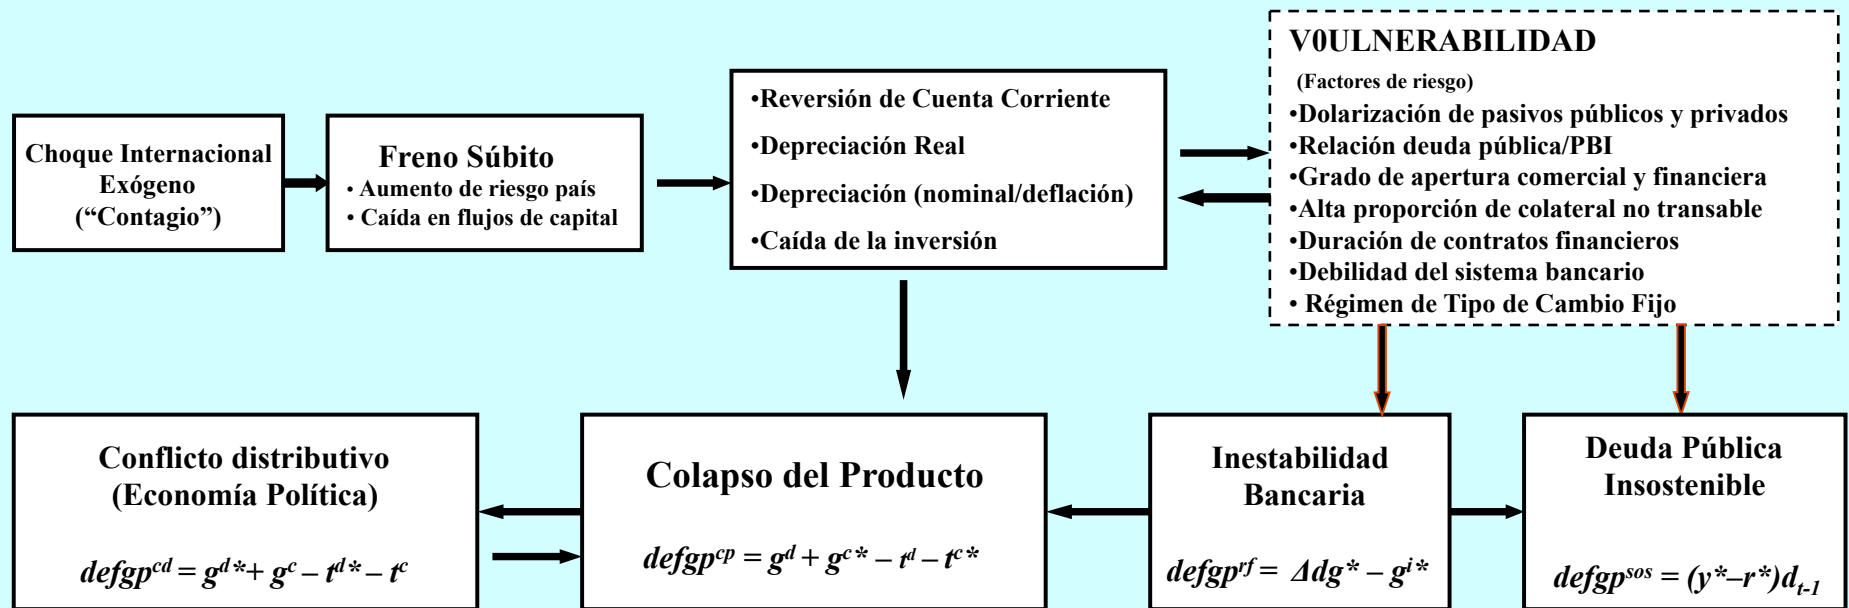 Choque Internacional
Exógeno
(“Contagio”)
Freno Súbito
• Aumento de riesgo país
• Caída en flujos de capital
•Reversión de Cuenta Corriente
•Depreciación Real
•Depreciación (nominal/deflación)
•Caída de la inversión
V0ULNERABILIDAD
(Factores de riesgo)
•Dolarización de pasivos públicos y privados
•Relación deuda pública/PBI
•Grado de apertura comercial y financiera
•Alta proporción de colateral no transable
•Duración de contratos financieros
•Debilidad del sistema bancario
• Régimen de Tipo de Cambio Fijo
Conflicto distributivo
(Economía Política)
defgp^cd = g^d* + g^c – t^d* – t^c
Colapso del Producto
defgp^cp = g^d + g^c* – t^d – t^c*
Inestabilidad
Bancaria
defgp^rf = Δdg* – g^i*
Deuda Pública
Insostenible
defgp^sos = (y*–r*)d_t-1